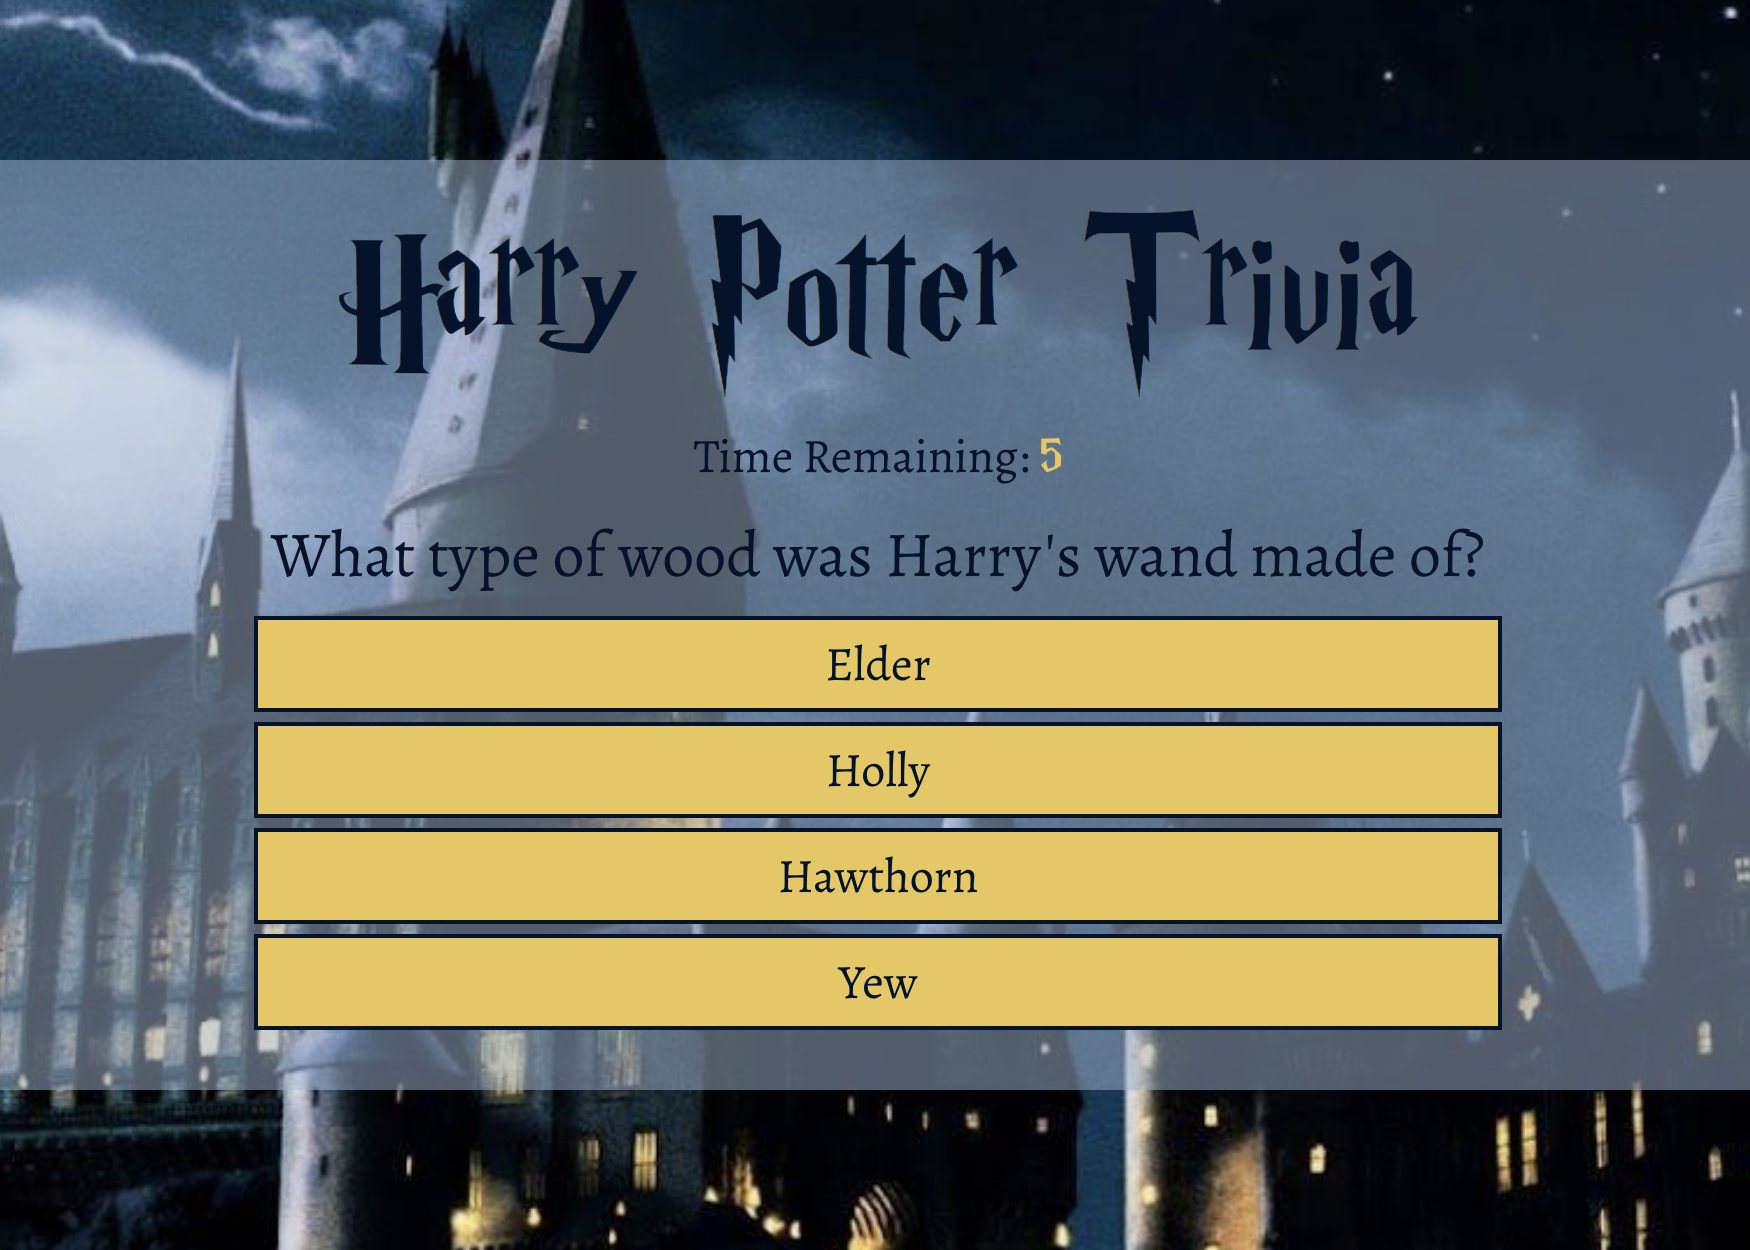 Harry Potter Trivia
Time Remaining: 5
What type of wood was Harry's wand made of?
Elder
Holly
Hawthorn
Yew